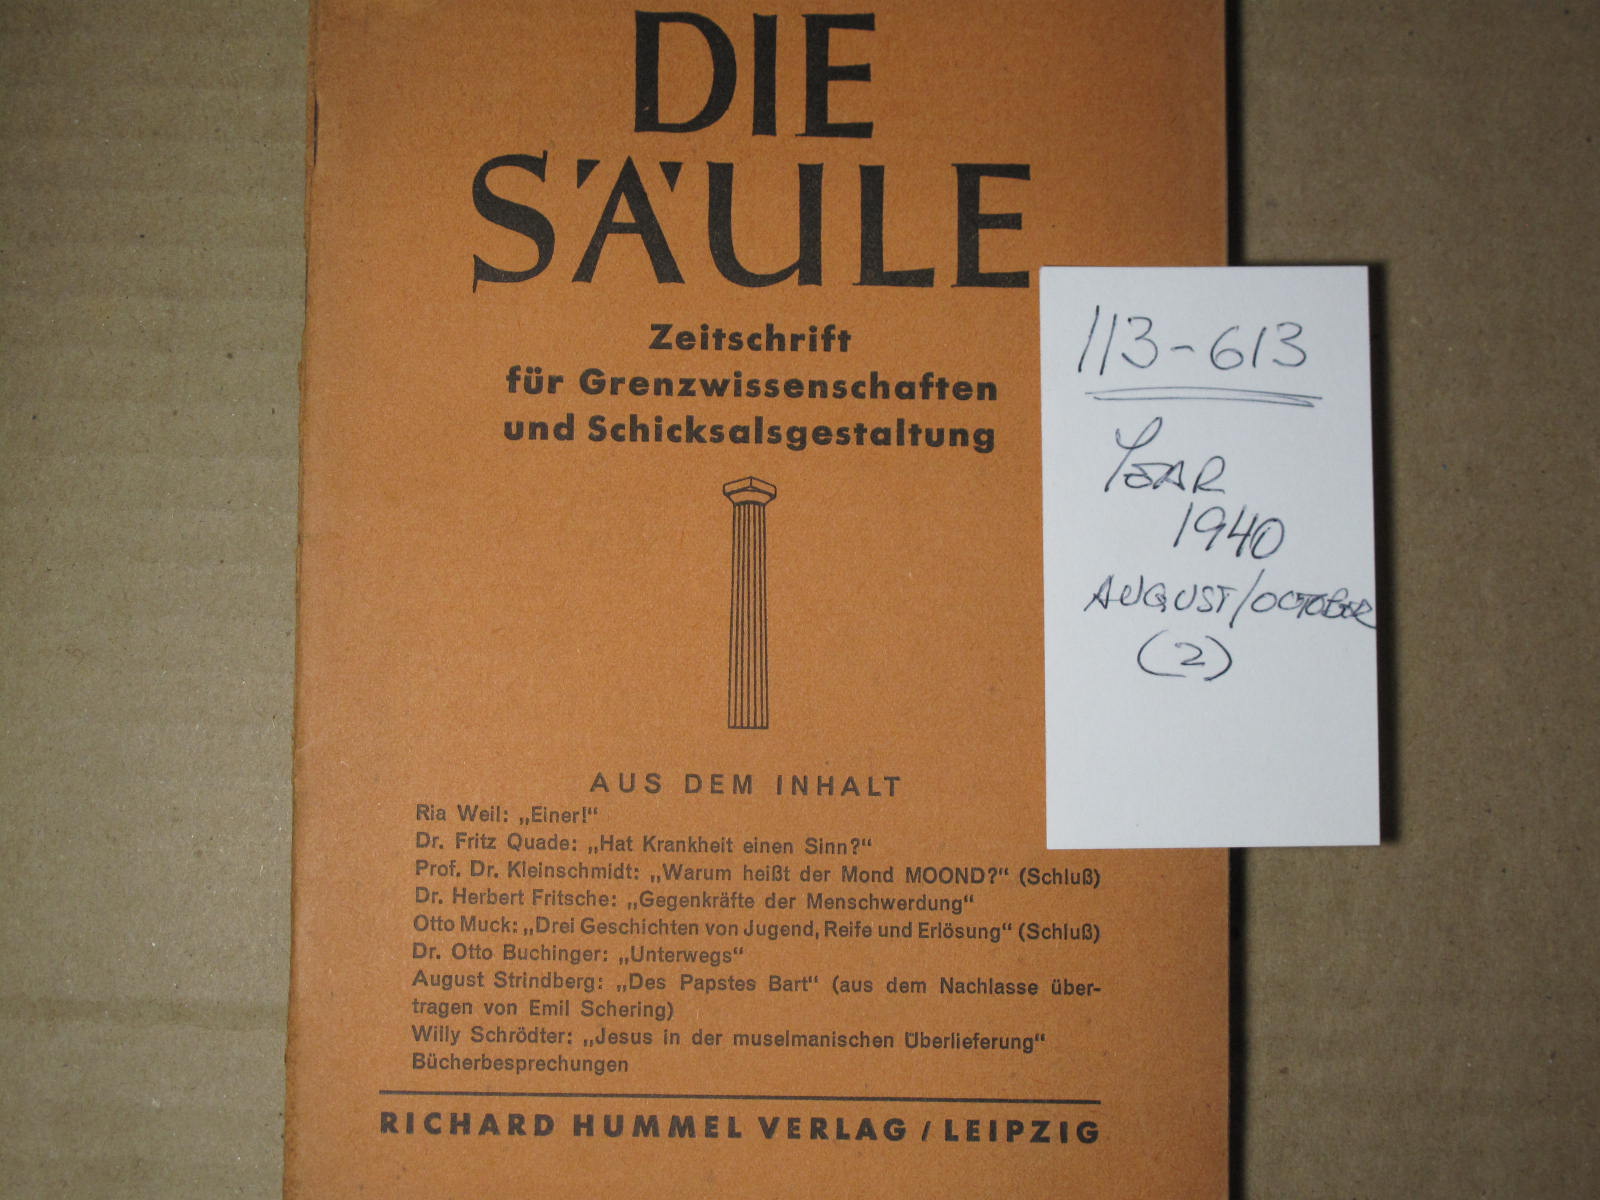 DIE
SÄULE
Zeitschrift
für Grenzwissenschaften
und Schicksalsgestaltung
AUS DEM INHALT
Ria Weil: „Einer!“
Dr. Fritz Quade: „Hat Krankheit einen Sinn?“
Prof. Dr. Kleinschmidt: „Warum heißt der Mond MOOND?“ (Schluß)
Dr. Herbert Fritsche: „Gegenkräfte der Menschwerdung“
Otto Muck: „Drei Geschichten von Jugend, Reife und Erlösung“ (Schluß)
Dr. Otto Buchinger: „Unterwegs“
August Strindberg: „Des Papstes Bart“ (aus dem Nachlasse über-
tragen von Emil Schering)
Willy Schrödter: „Jesus in der muselmanischen Überlieferung“
Bücherbesprechungen
RICHARD HUMMEL VERLAG / LEIPZIG
113-613
YEAR
1940
AUGUST/OCTOBER
(2)